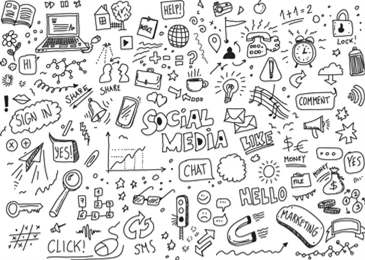 HELP!
1+1=2
LOCK
HI
SHARE
SHARE
COMMENT
SIGN IN
SOCIAL
MEDIA
LIKE
YES!
CHAT
MONEY
YES
FILE
HELLO
MARKETING
CLICK!
SMS